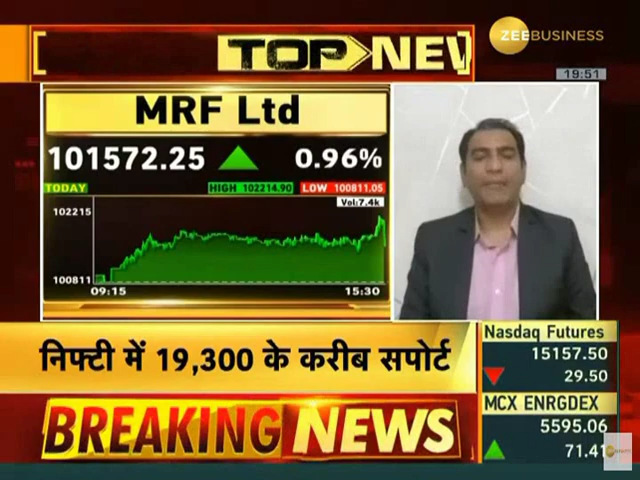 TOP NEW
ZEEBUSINESS
19:51
MRF Ltd
101572.25 0.96%
TODAY HIGH 102214.90 LOW 100811.05
Vol:7.4k
102215
100811
09:15 15:30
निफ्टी में 19,300 के करीब सपोर्ट
BREAKING NEWS
Nasdaq Futures
15157.50
29.50
MCX ENRGDEX
5595.06
71.41